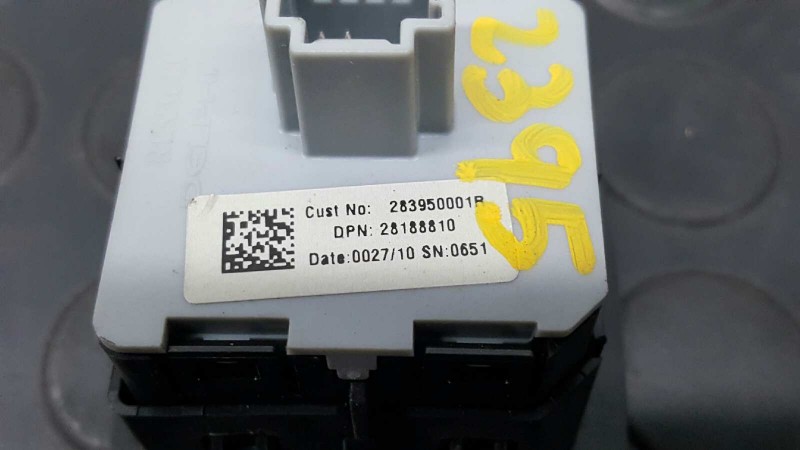 2395
Cust No: 283950001R
DPN: 28188810
Date:0027/10 SN:0651